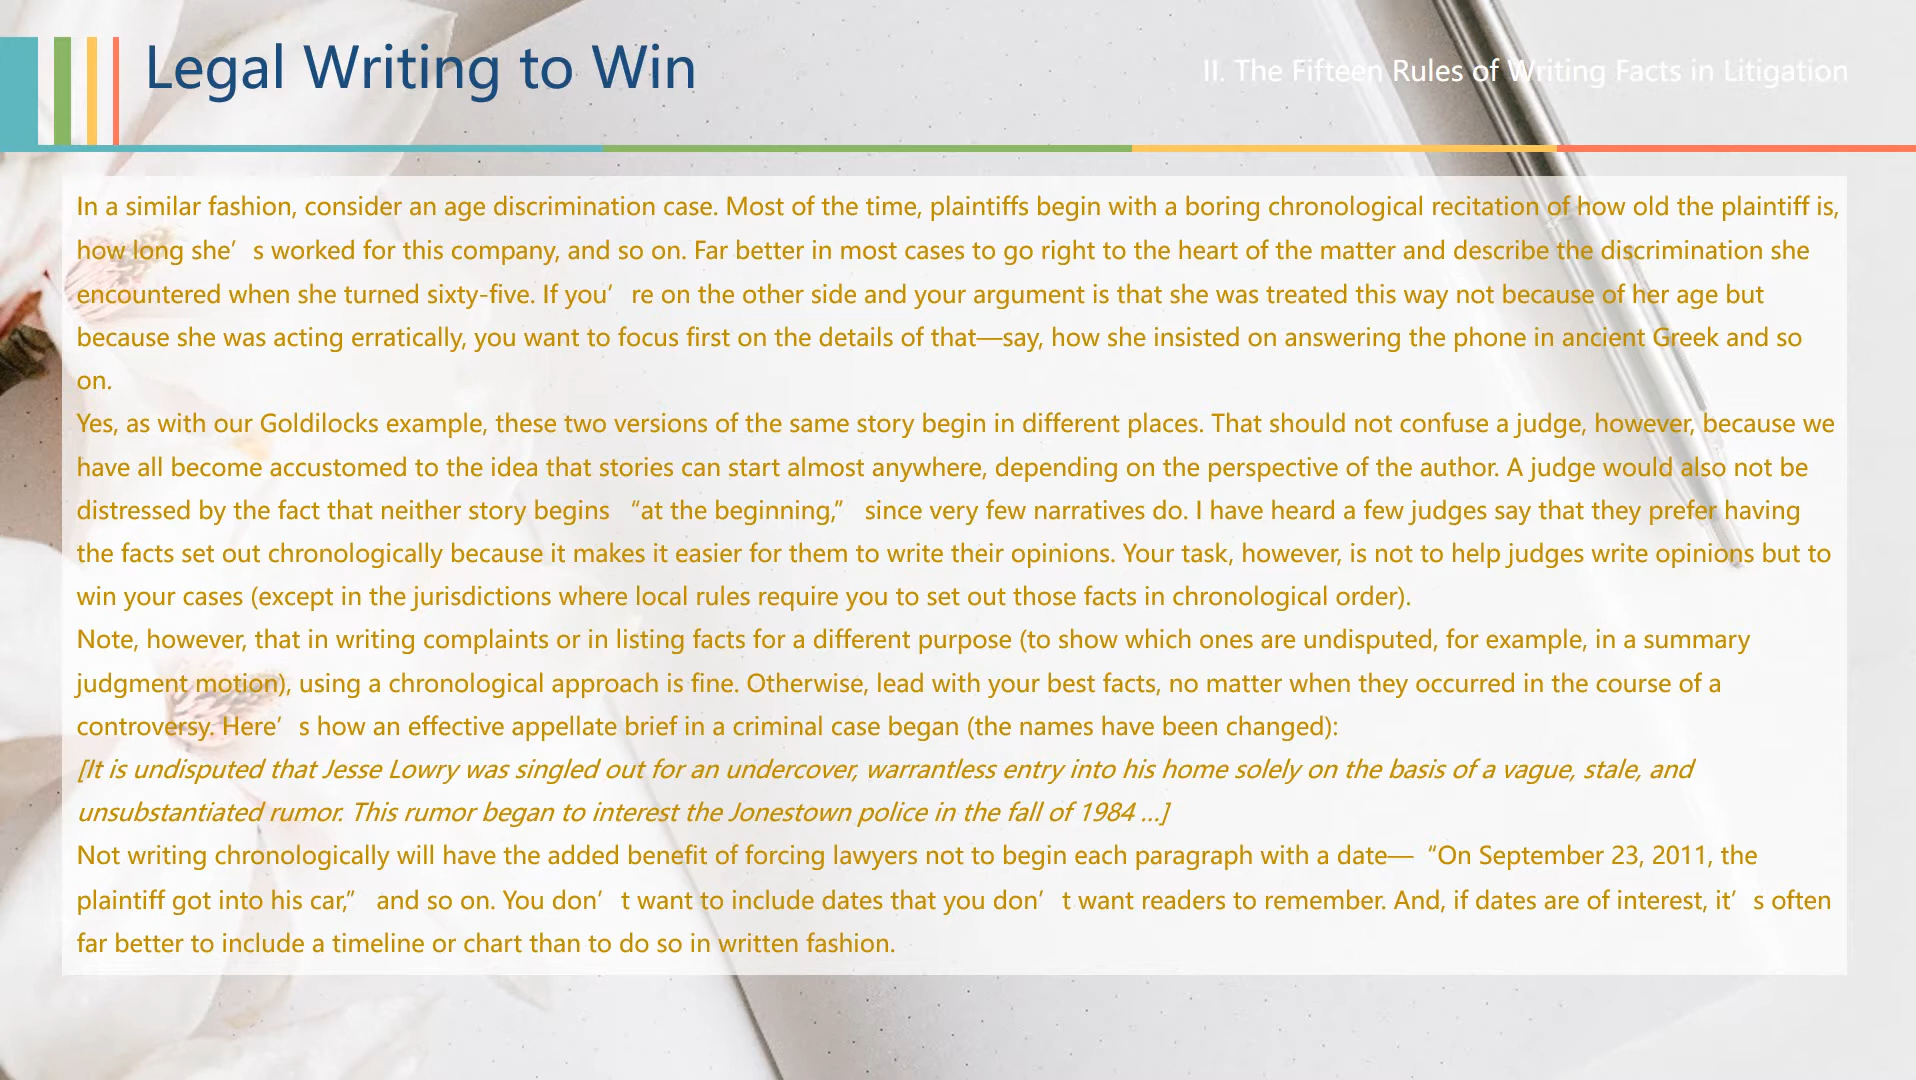 Legal Writing to Win
II. The Fifteen Rules of Writing Facts in Litigation
In a similar fashion, consider an age discrimination case. Most of the time, plaintiffs begin with a boring chronological recitation of how old the plaintiff is,
how long she’s worked for this company, and so on. Far better in most cases to go right to the heart of the matter and describe the discrimination she
encountered when she turned sixty-five. If you’re on the other side and your argument is that she was treated this way not because of her age but
because she was acting erratically, you want to focus first on the details of that—say, how she insisted on answering the phone in ancient Greek and so
on.
Yes, as with our Goldilocks example, these two versions of the same story begin in different places. That should not confuse a judge, however, because we
have all become accustomed to the idea that stories can start almost anywhere, depending on the perspective of the author. A judge would also not be
distressed by the fact that neither story begins “at the beginning,” since very few narratives do. I have heard a few judges say that they prefer having
the facts set out chronologically because it makes it easier for them to write their opinions. Your task, however, is not to help judges write opinions but to
win your cases (except in the jurisdictions where local rules require you to set out those facts in chronological order).
Note, however, that in writing complaints or in listing facts for a different purpose (to show which ones are undisputed, for example, in a summary
judgment motion), using a chronological approach is fine. Otherwise, lead with your best facts, no matter when they occurred in the course of a
controversy. Here’s how an effective appellate brief in a criminal case began (the names have been changed):
[It is undisputed that Jesse Lowry was singled out for an undercover, warrantless entry into his home solely on the basis of a vague, stale, and
unsubstantiated rumor. This rumor began to interest the Jonestown police in the fall of 1984 ...]
Not writing chronologically will have the added benefit of forcing lawyers not to begin each paragraph with a date— “On September 23, 2011, the
plaintiff got into his car,” and so on. You don’t want to include dates that you don’t want readers to remember. And, if dates are of interest, it’s often
far better to include a timeline or chart than to do so in written fashion.